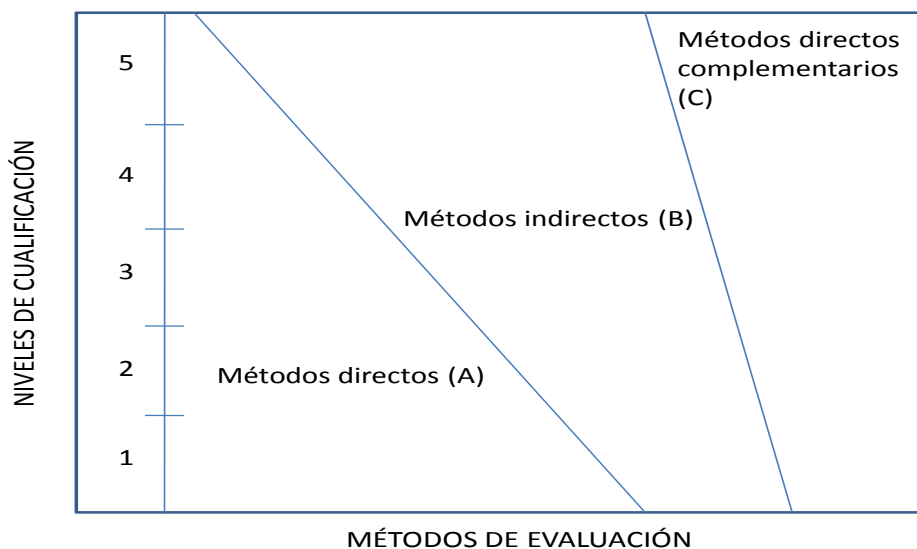 Métodos directos
complementarios
(C)
5
4
Métodos indirectos (B)
3
2
Métodos directos (A)
1
NIVELES DE CUALIFICACIÓN
MÉTODOS DE EVALUACIÓN